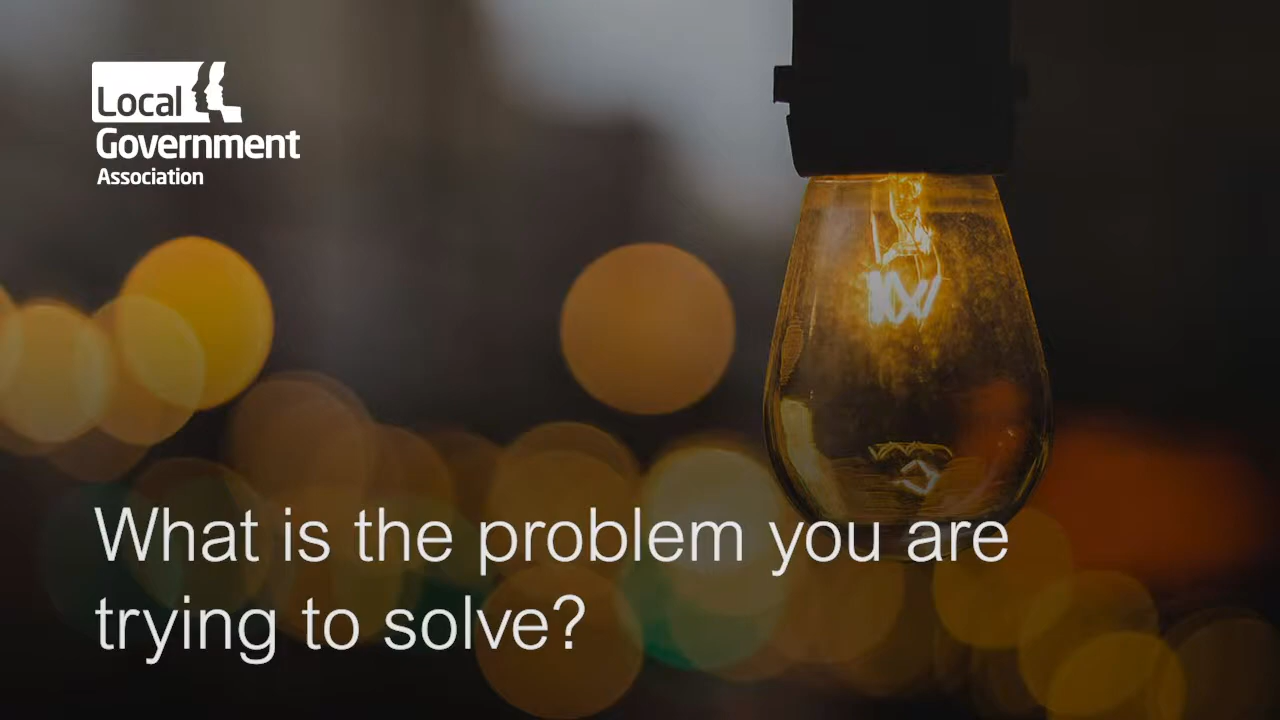 Local
Government
Association
What is the problem you are
trying to solve?